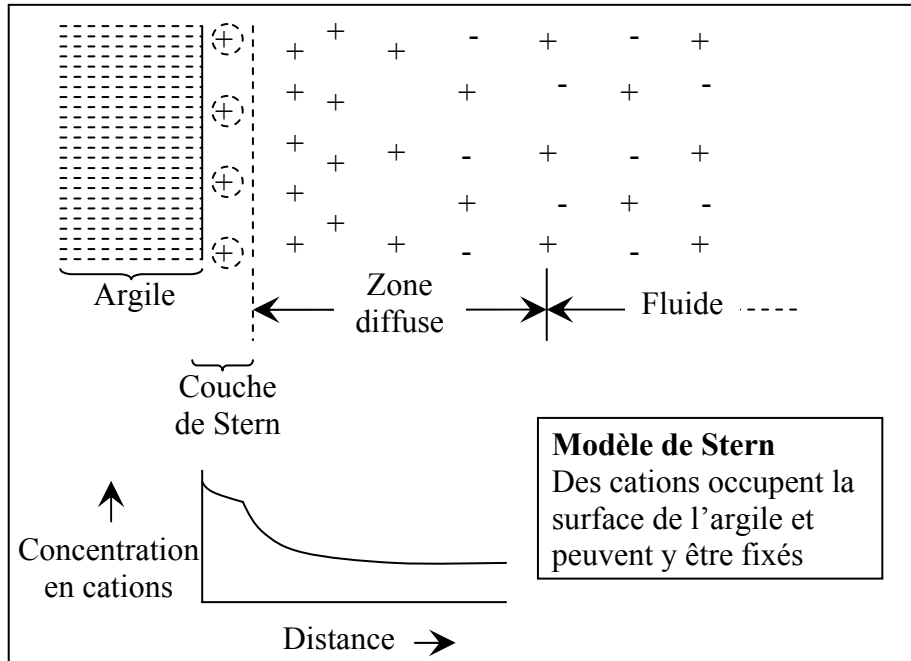 Argile
Zone
diffuse
Fluide
Couche
de Stern
Modèle de Stern
Des cations occupent la
surface de l’argile et
peuvent y être fixés
Concentration
en cations
Distance